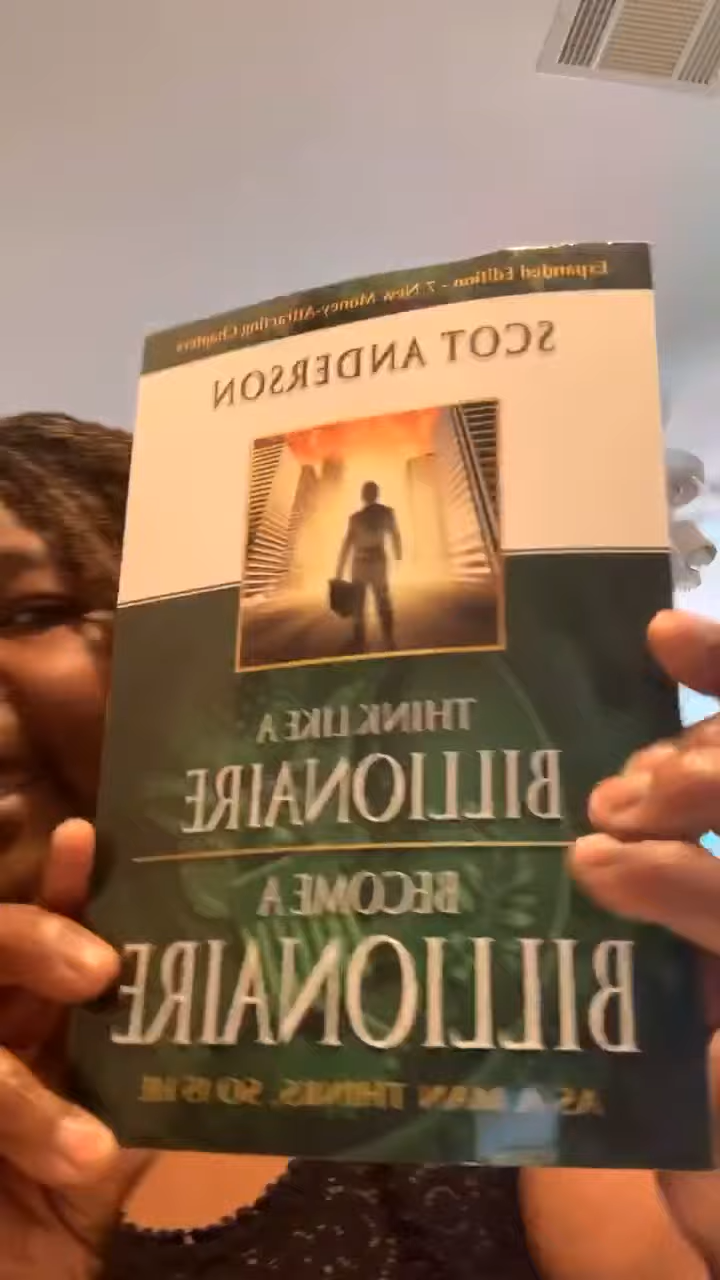 Expanded Edition - 7 New Money-Attracting Chapters
SCOT ANDERSON
THINK LIKE A
BILLIONAIRE
BECOME A
BILLIONAIRE
AS A MAN THINKS, SO IS HE